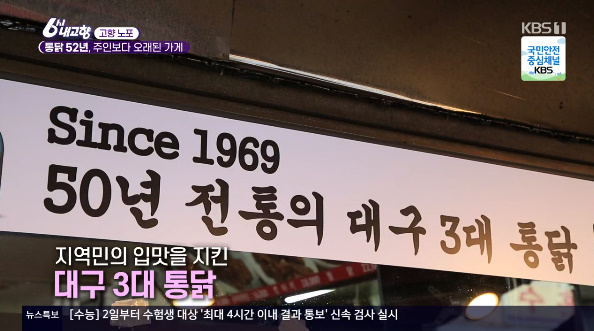 6시 내고향
고향 노포
통닭 52년, 주인보다 오래된 가게
KBS1
국민안전
중심채널
KBS
Since 1969
50년 전통의 대구 3대 통닭
지역민의 입맛을 지킨
대구 3대 통닭
뉴스특보 [수능] 2일부터 수험생 대상 '최대 4시간 이내 결과 통보' 신속 검사 실시